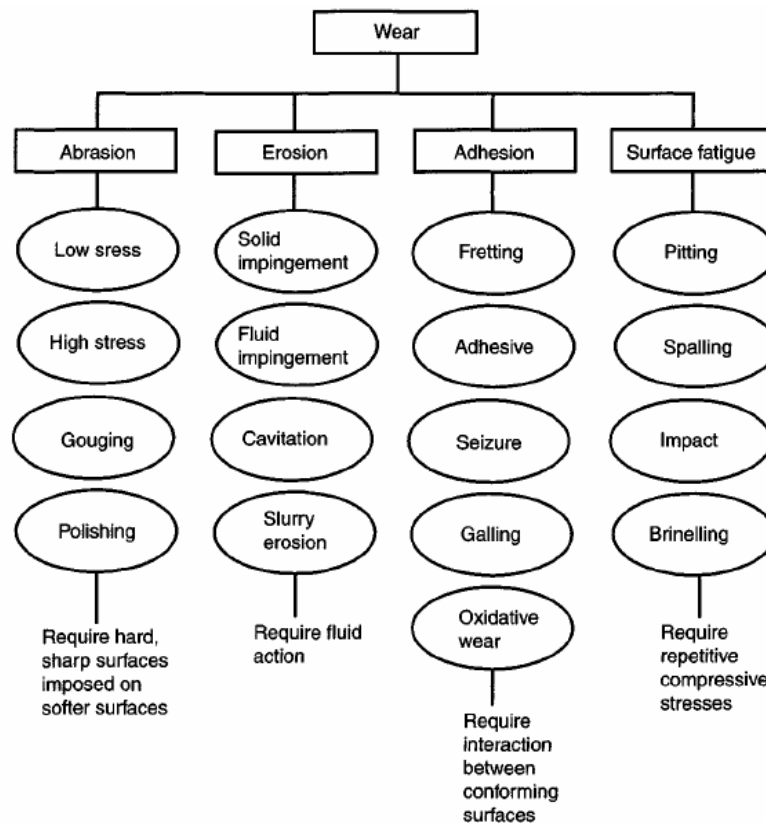 Wear
Abrasion
Erosion
Adhesion
Surface fatigue
Low sress
High stress
Gouging
Polishing
Require hard,
sharp surfaces
imposed on
softer surfaces
Solid
impingement
Fluid
impingement
Cavitation
Slurry
erosion
Require fluid
action
Fretting
Adhesive
Seizure
Galling
Oxidative
wear
Require
interaction
between
conforming
surfaces
Pitting
Spalling
Impact
Brinelling
Require
repetitive
compressive
stresses